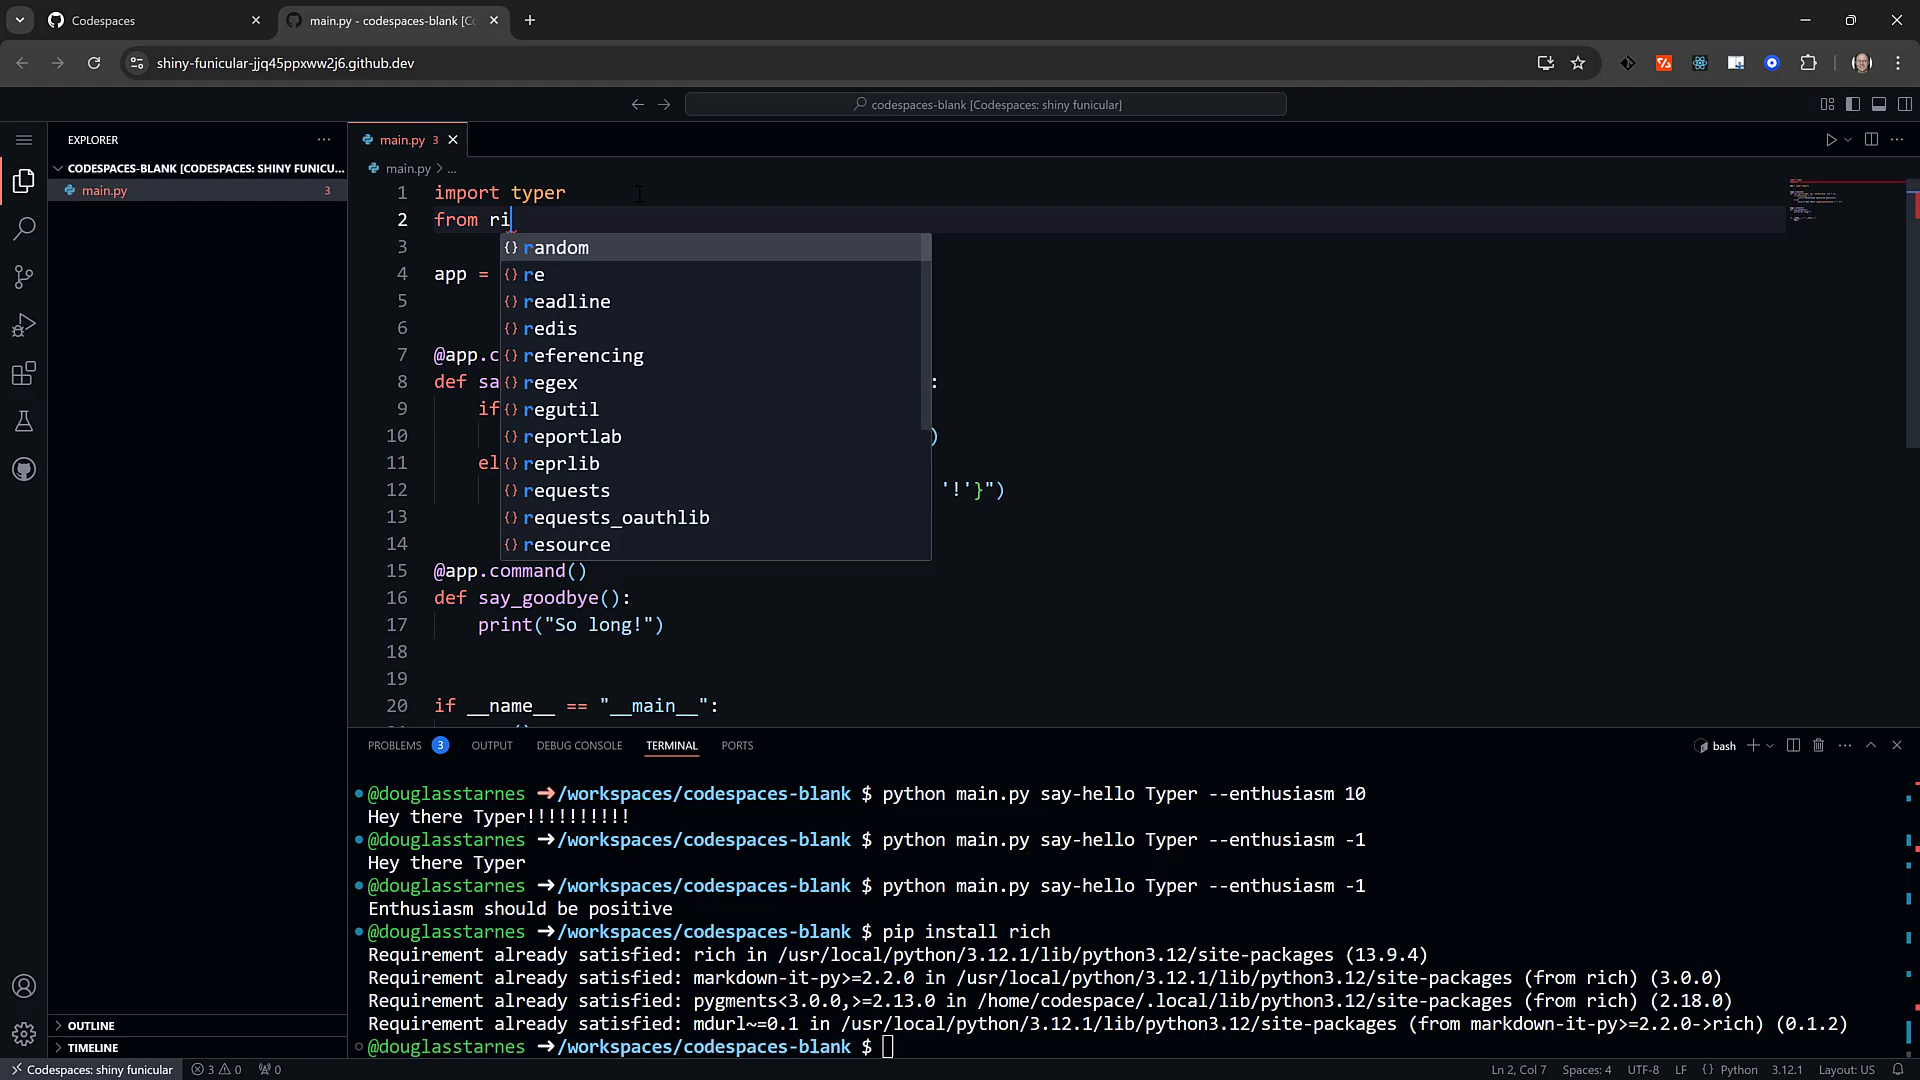 Codespaces
main.py - codespaces-blank [Co
shiny-funicular-jjq45ppxww2j6.github.dev
codespaces-blank [Codespaces: shiny funicular]
EXPLORER
CODESPACES-BLANK [CODESPACES: SHINY FUNICU...
main.py 3
main.py 3
main.py > ...
1 import typer
2 from ri
3
4 app =
5
6
7 @app.c
8 def sa :
9 if
10 )
11 el
12 '!'}")
13
14
15 @app.command()
16 def say_goodbye():
17 print("So long!")
18
19
20 if __name__ == "__main__":
{} random
{} re
{} readline
{} redis
{} referencing
{} regex
{} regutil
{} reportlab
{} reprlib
{} requests
{} requests_oauthlib
{} resource
PROBLEMS 3 OUTPUT DEBUG CONSOLE TERMINAL PORTS
bash
@douglasstarnes ➜/workspaces/codespaces-blank $ python main.py say-hello Typer --enthusiasm 10
Hey there Typer!!!!!!!!!!
@douglasstarnes ➜/workspaces/codespaces-blank $ python main.py say-hello Typer --enthusiasm -1
Hey there Typer
@douglasstarnes ➜/workspaces/codespaces-blank $ python main.py say-hello Typer --enthusiasm -1
Enthusiasm should be positive
@douglasstarnes ➜/workspaces/codespaces-blank $ pip install rich
Requirement already satisfied: rich in /usr/local/python/3.12.1/lib/python3.12/site-packages (13.9.4)
Requirement already satisfied: markdown-it-py>=2.2.0 in /usr/local/python/3.12.1/lib/python3.12/site-packages (from rich) (3.0.0)
Requirement already satisfied: pygments<3.0.0,>=2.13.0 in /home/codespace/.local/lib/python3.12/site-packages (from rich) (2.18.0)
Requirement already satisfied: mdurl~=0.1 in /usr/local/python/3.12.1/lib/python3.12/site-packages (from markdown-it-py>=2.2.0->rich) (0.1.2)
@douglasstarnes ➜/workspaces/codespaces-blank $
OUTLINE
TIMELINE
Codespaces: shiny funicular 3 0 0
Ln 2, Col 7 Spaces: 4 UTF-8 LF {} Python 3.12.1 Layout: US